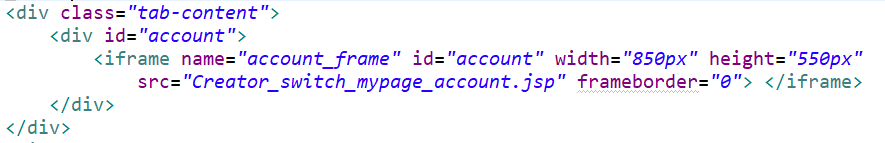 <div class="tab-content">
<div id="account">
<iframe name="account_frame" id="account" width="850px" height="550px"
src="Creator_switch_mypage_account.jsp" frameborder="0"> </iframe>
</div>
</div>